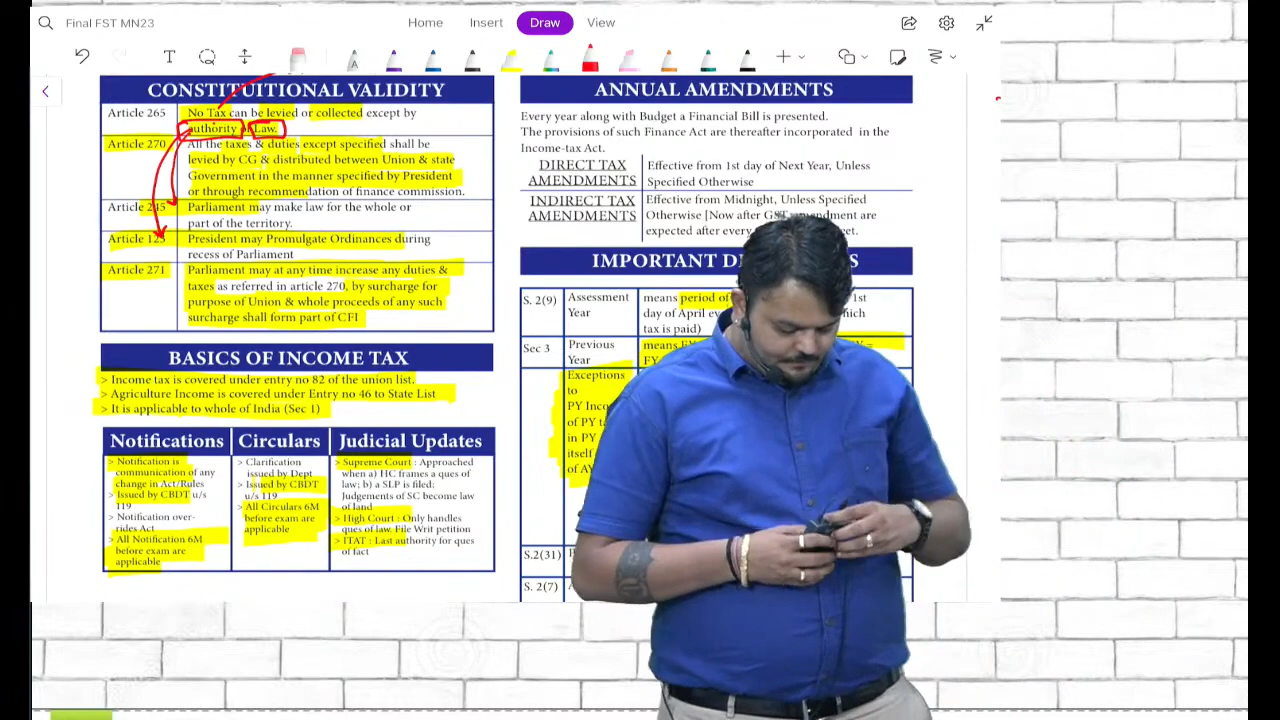 Final FST MN23
Home Insert Draw View
CONSTITUTIONAL VALIDITY
Article 265 No Tax can be levied or collected except by
authority of Law.
Article 270 All the taxes & duties except specified shall be
levied by CG & distributed between Union & state
Government in the manner specified by President
or through recommendation of finance commission.
Article 245 Parliament may make law for the whole or
part of the territory.
Article 123 President may Promulgate Ordinances during
recess of Parliament
Article 271 Parliament may at any time increase any duties &
taxes as referred in article 270, by surcharge for
purpose of Union & whole proceeds of any such
surcharge shall form part of CFI
BASICS OF INCOME TAX
> Income tax is covered under entry no 82 of the union list.
> Agriculture Income is covered under Entry no 46 to State List
> It is applicable to whole of India (Sec 1)
Notifications
> Notification is
communication of any
change in Act/Rules
> Issued by CBDT u/s
119
> Notification over-
rides Act
> All Notification 6M
before exam are
applicable
Circulars
> Clarification
issued by Dept
> Issued by CBDT
u/s 119
> All Circulars 6M
before exam are
applicable
Judicial Updates
> Supreme Court : Approached
when a) HC frames a ques of
law; b) a SLP is filed;
Judgements of SC become law
of land
> High Court : Only handles
ques of law. File Writ petition
> ITAT : Last authority for ques
of fact
ANNUAL AMENDMENTS
Every year along with Budget a Financial Bill is presented.
The provisions of such Finance Act are thereafter incorporated in the
Income-tax Act.
DIRECT TAX
AMENDMENTS
Effective from 1st day of Next Year, Unless
Specified Otherwise
INDIRECT TAX
AMENDMENTS
Effective from Midnight, Unless Specified
Otherwise [Now after GST amendment are
expected after every
IMPORTANT
S. 2(9) Assessment
Year
means period of 1st
day of April
tax is paid)
Sec 3 Previous
Year
means
Exceptions
to
PY
of PY
in PY
itself
of AY
S.2(31)
S. 2(7)